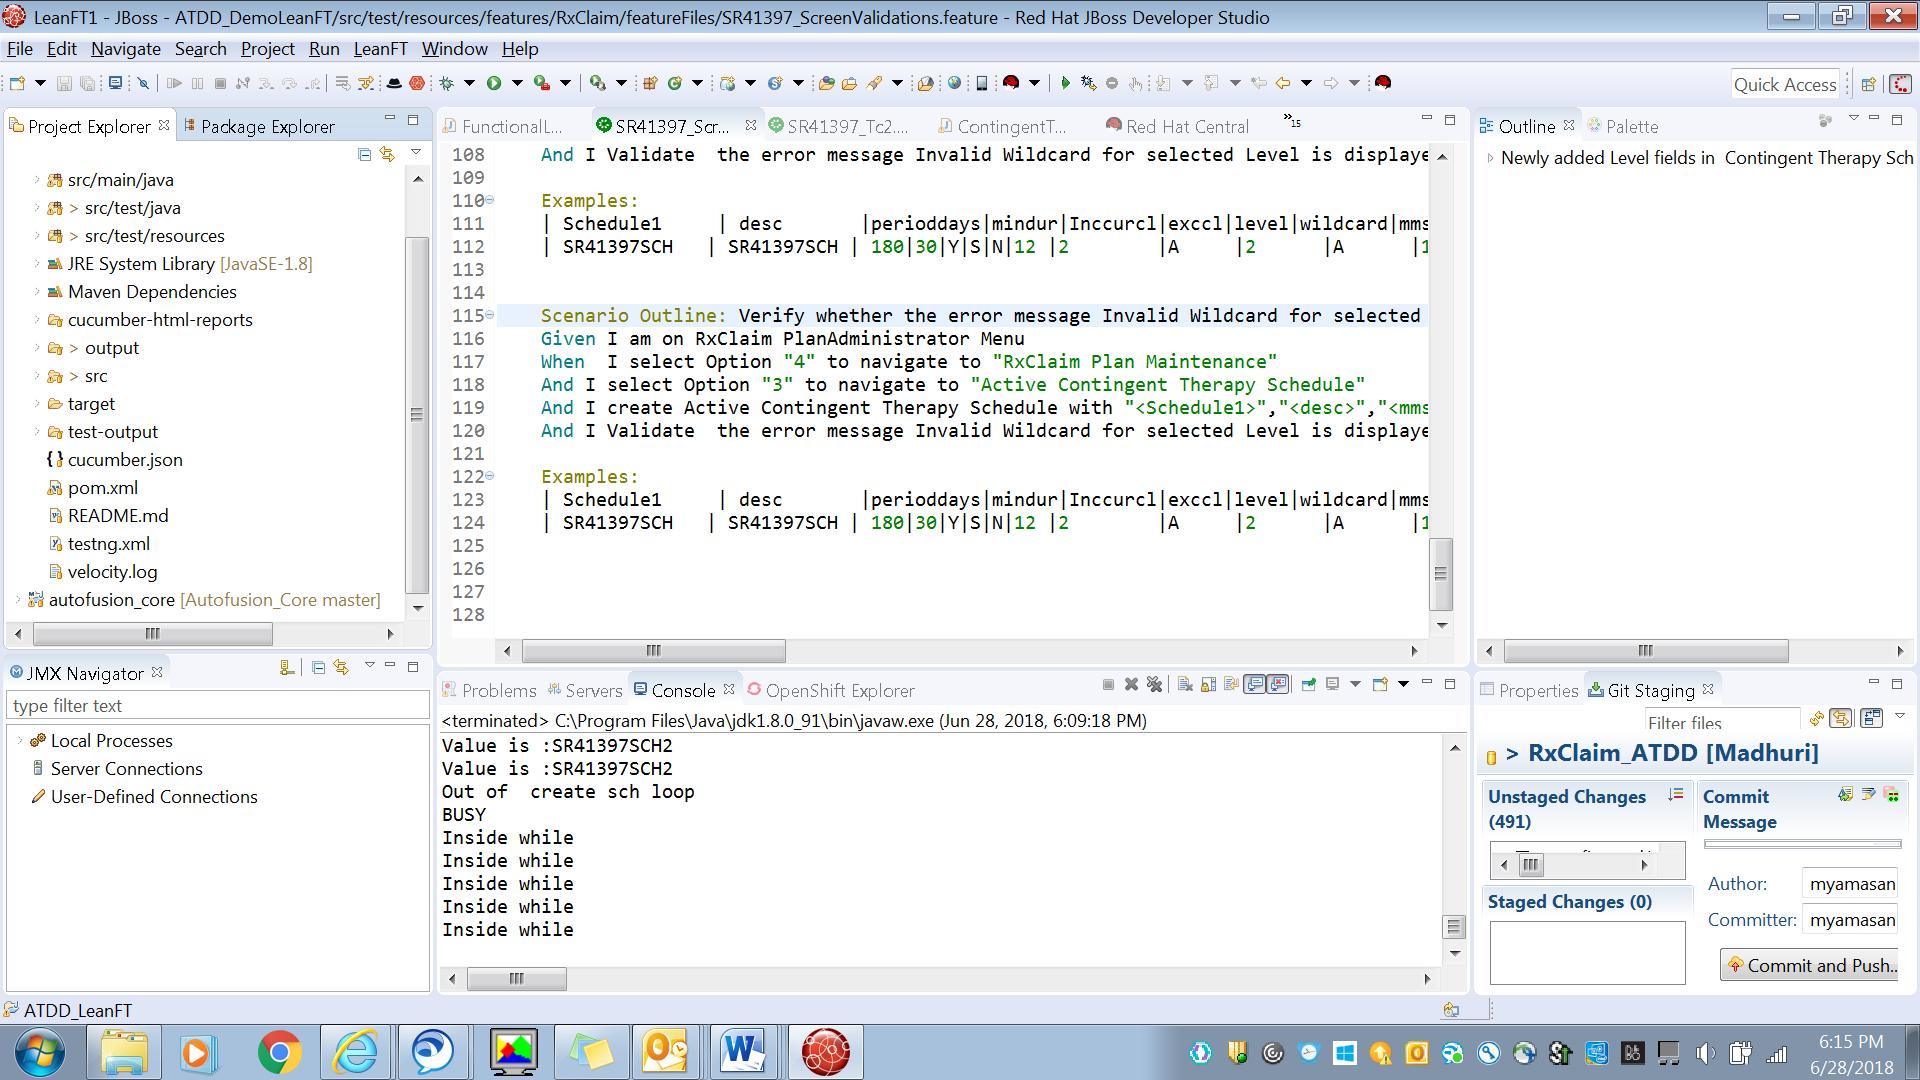 LeanFT1 - JBoss - ATDD_DemoLeanFT/src/test/resources/features/RxClaim/featureFiles/SR41397_ScreenValidations.feature - Red Hat JBoss Developer Studio
File Edit Navigate Search Project Run LeanFT Window Help
Quick Access
Project Explorer
Package Explorer
src/main/java
> src/test/java
> src/test/resources
JRE System Library [JavaSE-1.8]
Maven Dependencies
cucumber-html-reports
> output
> src
target
test-output
cucumber.json
pom.xml
README.md
testng.xml
velocity.log
autofusion_core [Autofusion_Core master]
JMX Navigator
type filter text
Local Processes
Server Connections
User-Defined Connections
FunctionalL...
SR41397_Scr...
SR41397_Tc2....
ContingentT...
Red Hat Central
»15
108 And I Validate  the error message Invalid Wildcard for selected Level is displaye
109
110 Examples:
111 | Schedule1     | desc       |perioddays|mindur|Inccurcl|exccl|level|wildcard|mms
112 | SR41397SCH   | SR41397SCH | 180|30|Y|S|N|12 |2        |A     |2      |A      |1
113
114
115 Scenario Outline: Verify whether the error message Invalid Wildcard for selected
116 Given I am on RxClaim PlanAdministrator Menu
117 When  I select Option "4" to navigate to "RxClaim Plan Maintenance"
118 And I select Option "3" to navigate to "Active Contingent Therapy Schedule"
119 And I create Active Contingent Therapy Schedule with "<Schedule1>","<desc>","<mms
120 And I Validate  the error message Invalid Wildcard for selected Level is displaye
121
122 Examples:
123 | Schedule1     | desc       |perioddays|mindur|Inccurcl|exccl|level|wildcard|mms
124 | SR41397SCH   | SR41397SCH | 180|30|Y|S|N|12 |2        |A     |2      |A      |1
125
126
127
128
Outline
Palette
Newly added Level fields in  Contingent Therapy Sch
Problems
Servers
Console
OpenShift Explorer
<terminated> C:\Program Files\Java\jdk1.8.0_91\bin\javaw.exe (Jun 28, 2018, 6:09:18 PM)
Value is :SR41397SCH2
Value is :SR41397SCH2
Out of  create sch loop
BUSY
Inside while
Inside while
Inside while
Inside while
Inside while
Properties
Git Staging
Filter files
> RxClaim_ATDD [Madhuri]
Unstaged Changes (491)
Staged Changes (0)
Commit Message
Author: myamasan
Committer: myamasan
Commit and Push...
ATDD_LeanFT
6:15 PM
6/28/2018